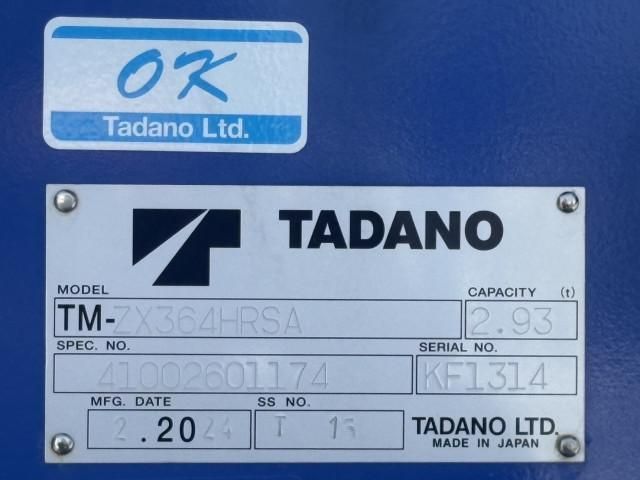 OK
Tadano Ltd.
TADANO
MODEL CAPACITY (t)
TM-ZX364HRSA 2.93
SPEC. NO. SERIAL NO.
41002601174 KF1314
MFG. DATE SS NO.
2.2024 T
TADANO LTD.
MADE IN JAPAN